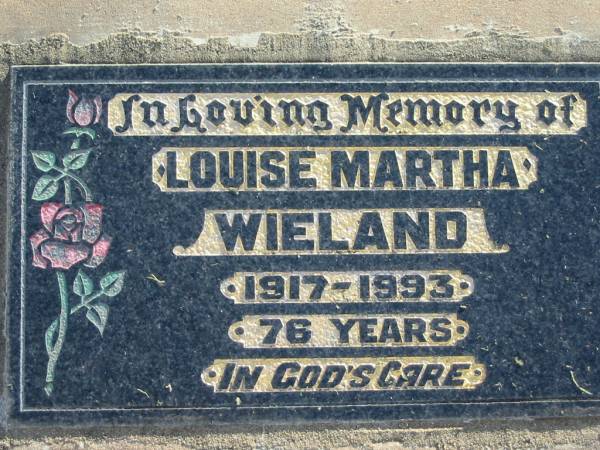 In Loving Memory of
LOUISE MARTHA
WIELAND
1917-1993
76 YEARS
IN GOD'S CARE